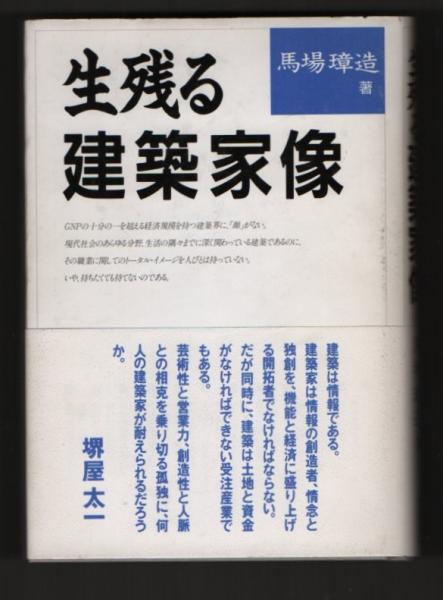 馬場璋造
著
生残る
建築家像
GNPの十分の一を超える経済規模を持つ建築界に、「顔」がない。
現代社会のあらゆる分野、生活の隅々までに深く関わっている建築であるのに、
その職業に関してのトータル・イメージを人びとは持っていない。
いや、持ちたくても持てないのである。
建築は情報である。
建築家は情報の創造者、情念と
独創を、機能と経済に盛り上げ
る開拓者でなければならない。
だが同時に、建築は土地と資金
がなければできない受注産業で
もある。
芸術性と営業力、創造性と人脈
との相克を乗り切る孤独に、何
人の建築家が耐えられるだろう
か。
堺屋太一